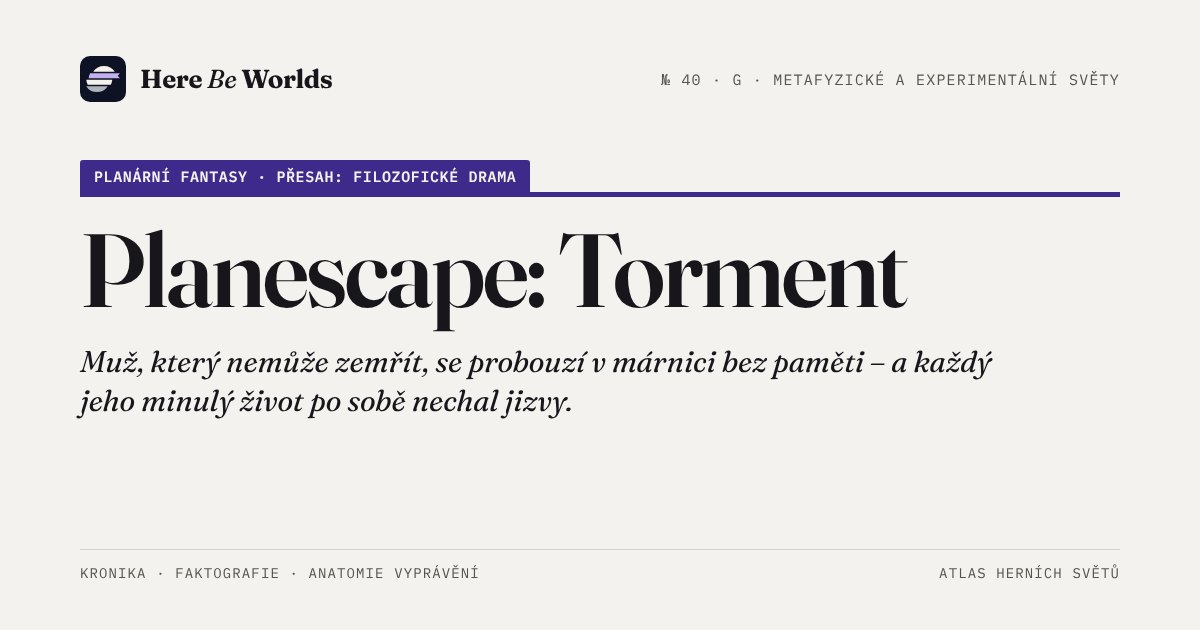 Here Be Worlds
№ 40 · G · METAFYZICKÉ A EXPERIMENTÁLNÍ SVĚTY
PLANÁRNÍ FANTASY · PŘESAH: FILOZOFICKÉ DRAMA
Planescape: Torment
Muž, který nemůže zemřít, se probouzí v márnici bez paměti – a každý
jeho minulý život po sobě nechal jizvy.
KRONIKA · FAKTOGRAFIE · ANATOMIE VYPRÁVĚNÍ
ATLAS HERNÍCH SVĚTŮ